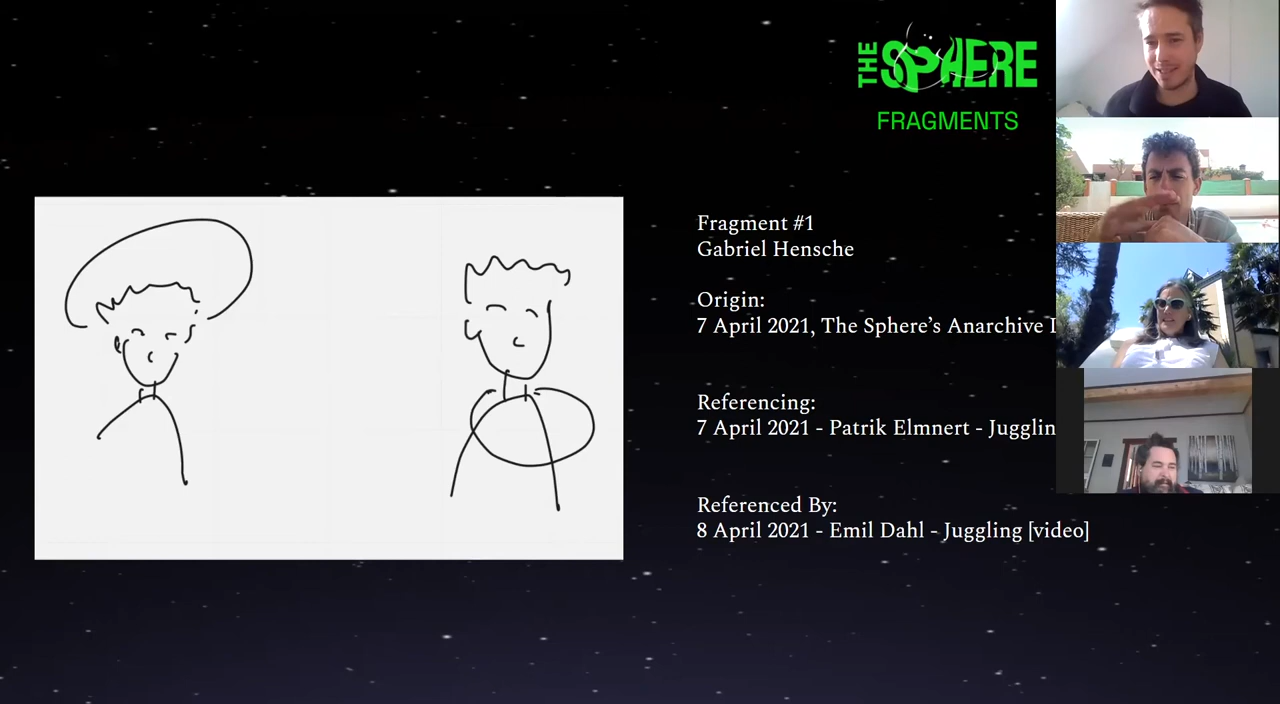 THE SPHERE
FRAGMENTS
Fragment #1
Gabriel Hensche
Origin:
7 April 2021, The Sphere’s Anarchive
Referencing:
7 April 2021 - Patrik Elmnert -
Referenced By:
8 April 2021 - Emil Dahl - Juggling [video]